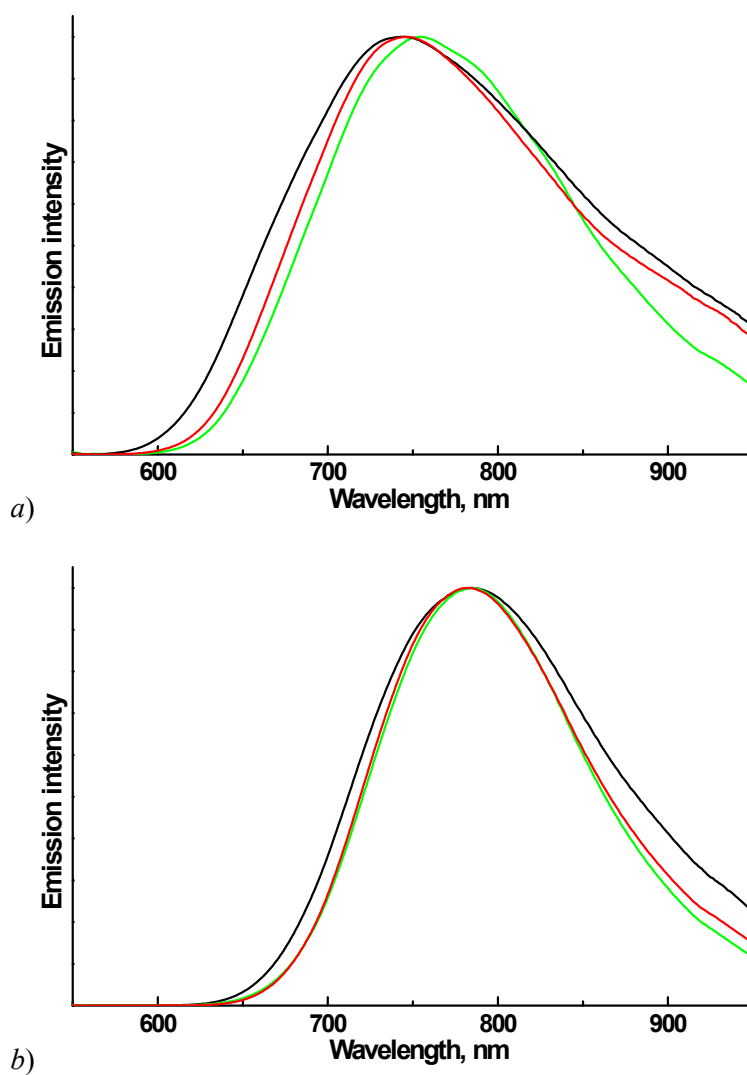 Emission intensity
600 700 800 900
Wavelength, nm
a)
Emission intensity
600 700 800 900
Wavelength, nm
b)